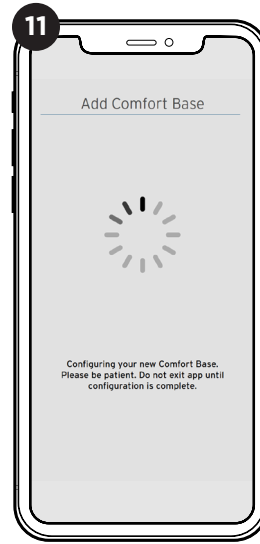 11
Add Comfort Base
Configuring your new Comfort Base.
Please be patient. Do not exit app until
configuration is complete.